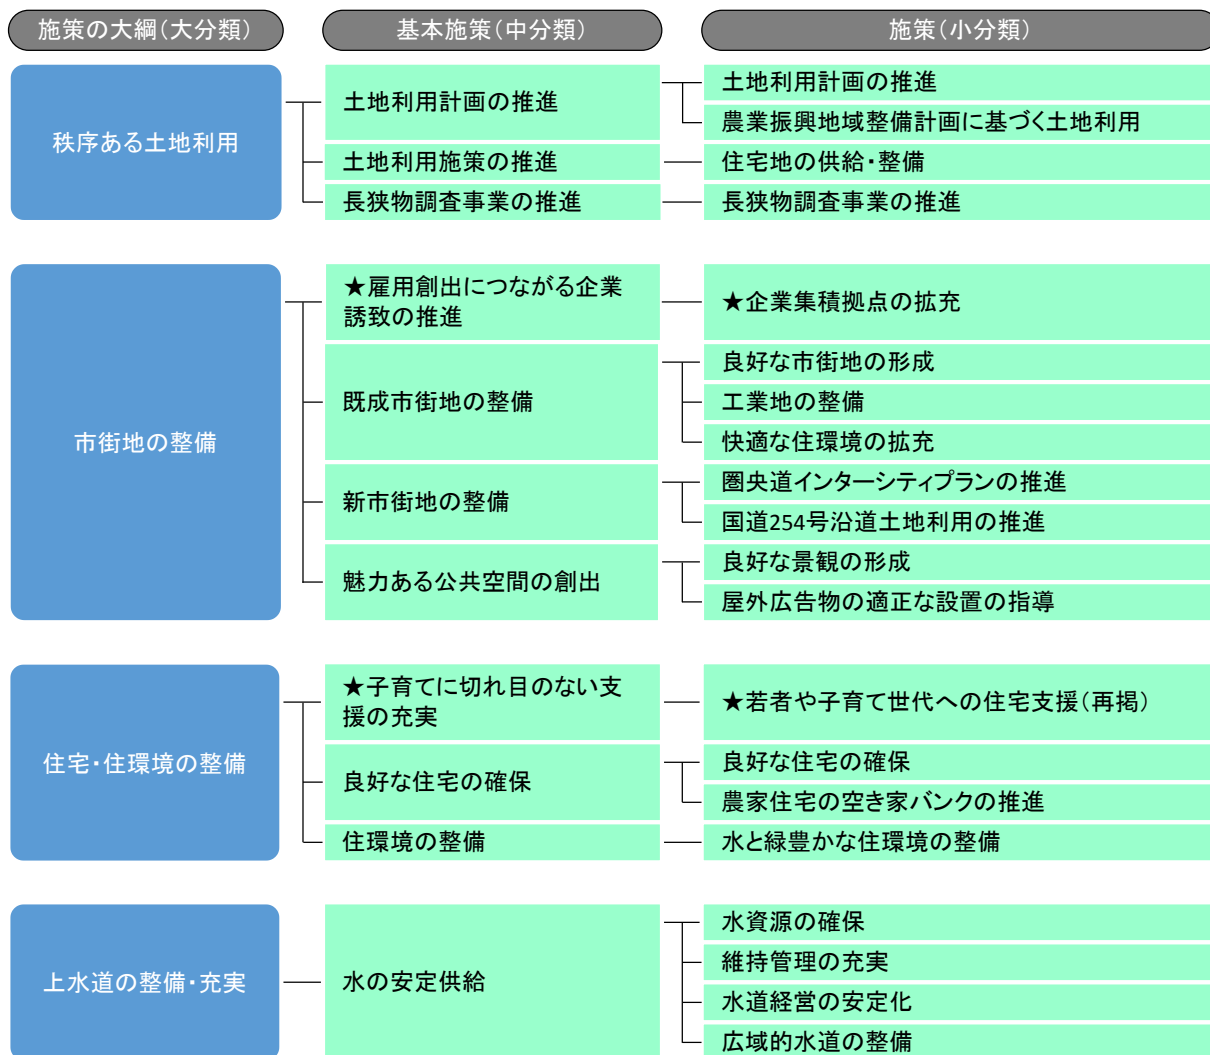 施策の大綱(大分類)
基本施策(中分類)
施策(小分類)
秩序ある土地利用
土地利用計画の推進
土地利用計画の推進
農業振興地域整備計画に基づく土地利用
土地利用施策の推進
住宅地の供給・整備
長狭物調査事業の推進
長狭物調査事業の推進
市街地の整備
★雇用創出につながる企業
誘致の推進
★企業集積拠点の拡充
既成市街地の整備
良好な市街地の形成
工業地の整備
快適な住環境の拡充
新市街地の整備
圏央道インターシティプランの推進
国道254号沿道土地利用の推進
魅力ある公共空間の創出
良好な景観の形成
屋外広告物の適正な設置の指導
住宅・住環境の整備
★子育てに切れ目のない支
援の充実
★若者や子育て世代への住宅支援(再掲)
良好な住宅の確保
良好な住宅の確保
農家住宅の空き家バンクの推進
住環境の整備
水と緑豊かな住環境の整備
上水道の整備・充実
水の安定供給
水資源の確保
維持管理の充実
水道経営の安定化
広域的水道の整備